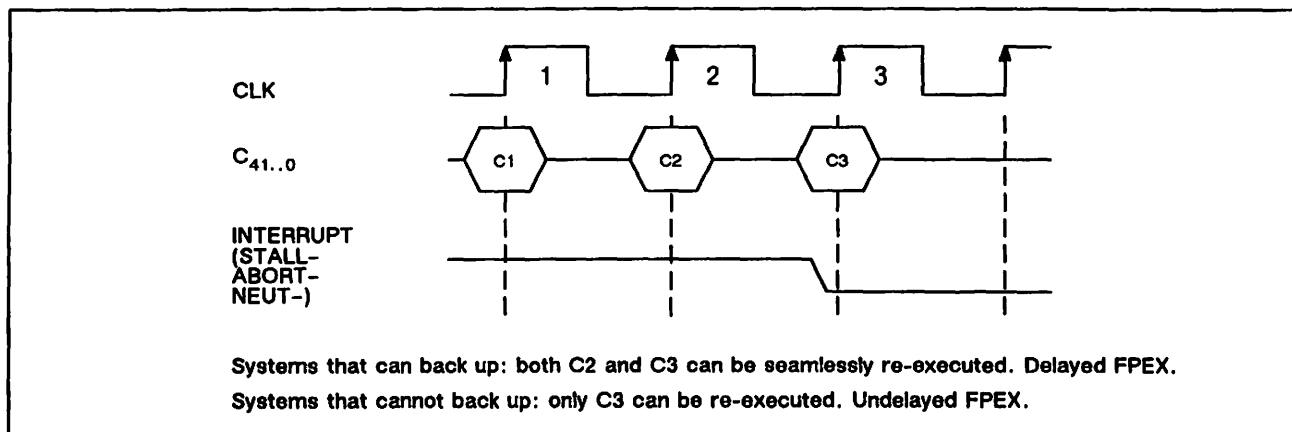 CLK
1 2 3
C41..0
C1 C2 C3
INTERRUPT
(STALL-
ABORT-
NEUT-)
Systems that can back up: both C2 and C3 can be seamlessly re-executed. Delayed FPEX.
Systems that cannot back up: only C3 can be re-executed. Undelayed FPEX.